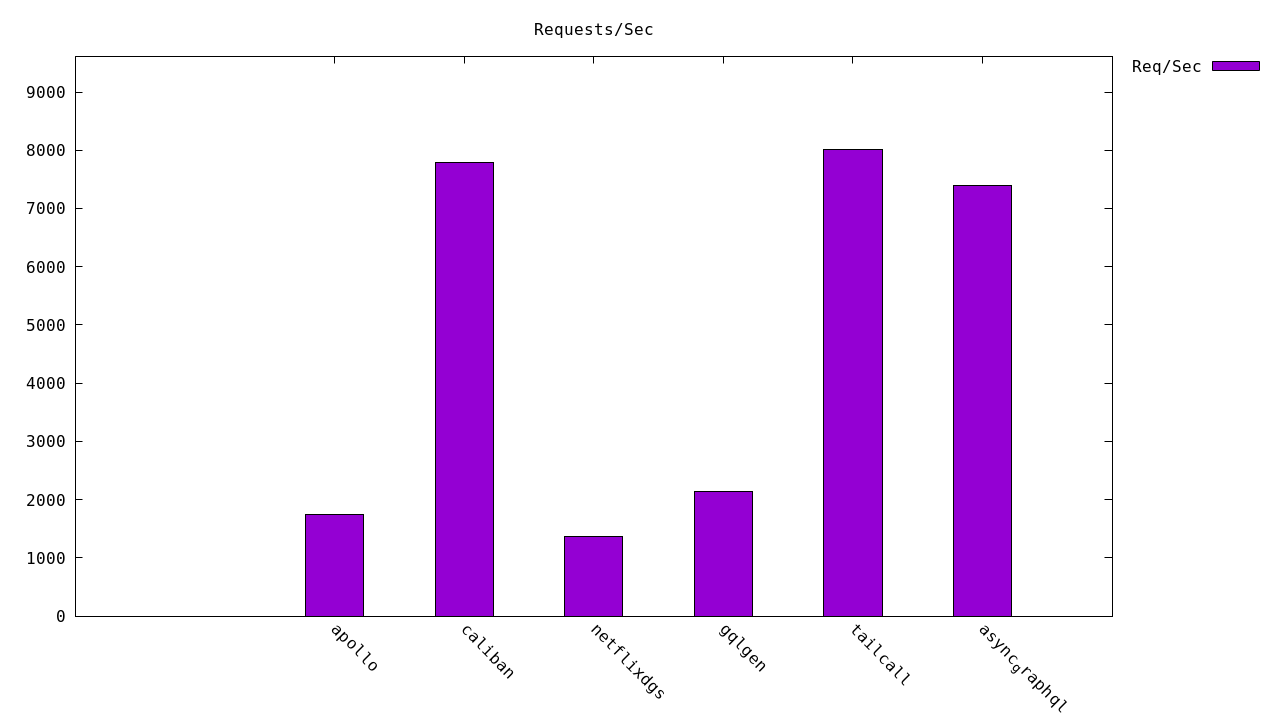 Requests/Sec
Req/Sec
9000
8000
7000
6000
5000
4000
3000
2000
1000
0
apollo
caliban
netflixdgs
gqlgen
tailcall
asyncgraphql